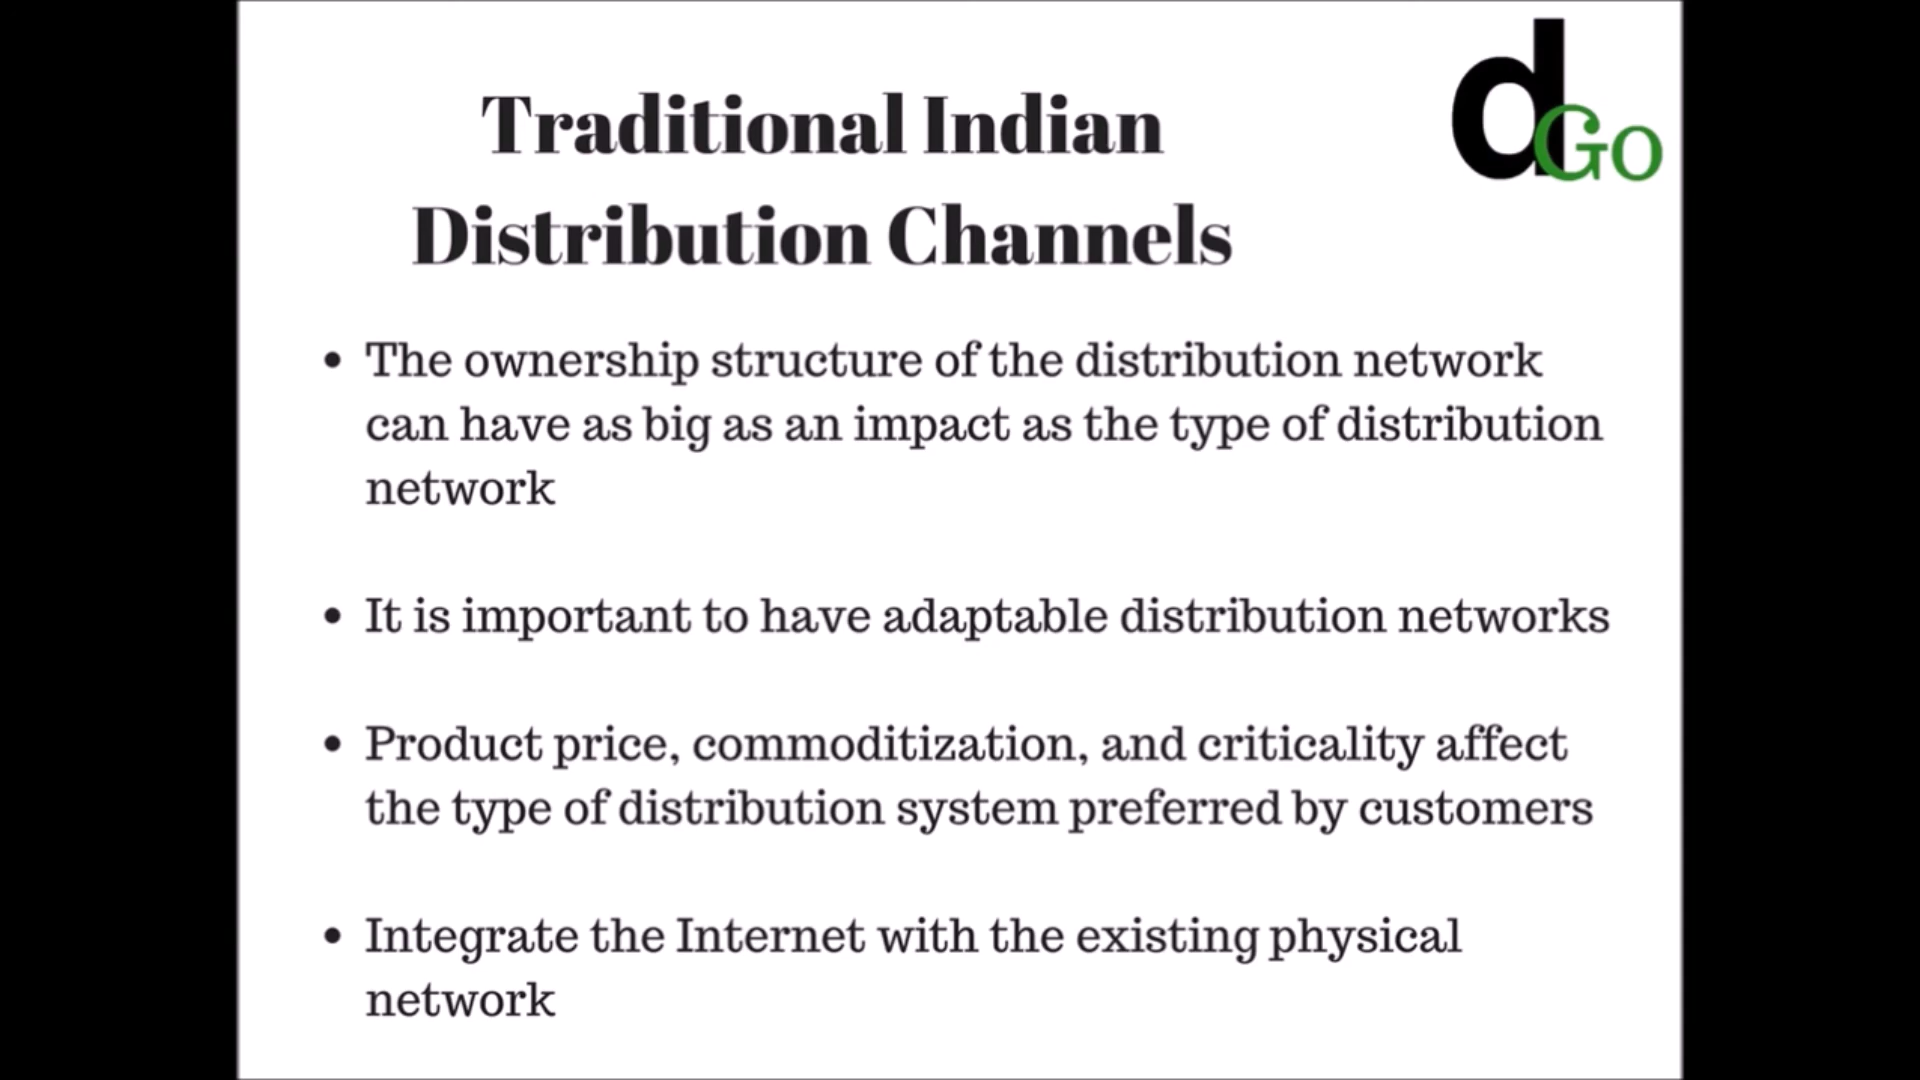 dGo
Traditional Indian
Distribution Channels
• The ownership structure of the distribution network
can have as big as an impact as the type of distribution
network
• It is important to have adaptable distribution networks
• Product price, commoditization, and criticality affect
the type of distribution system preferred by customers
• Integrate the Internet with the existing physical
network